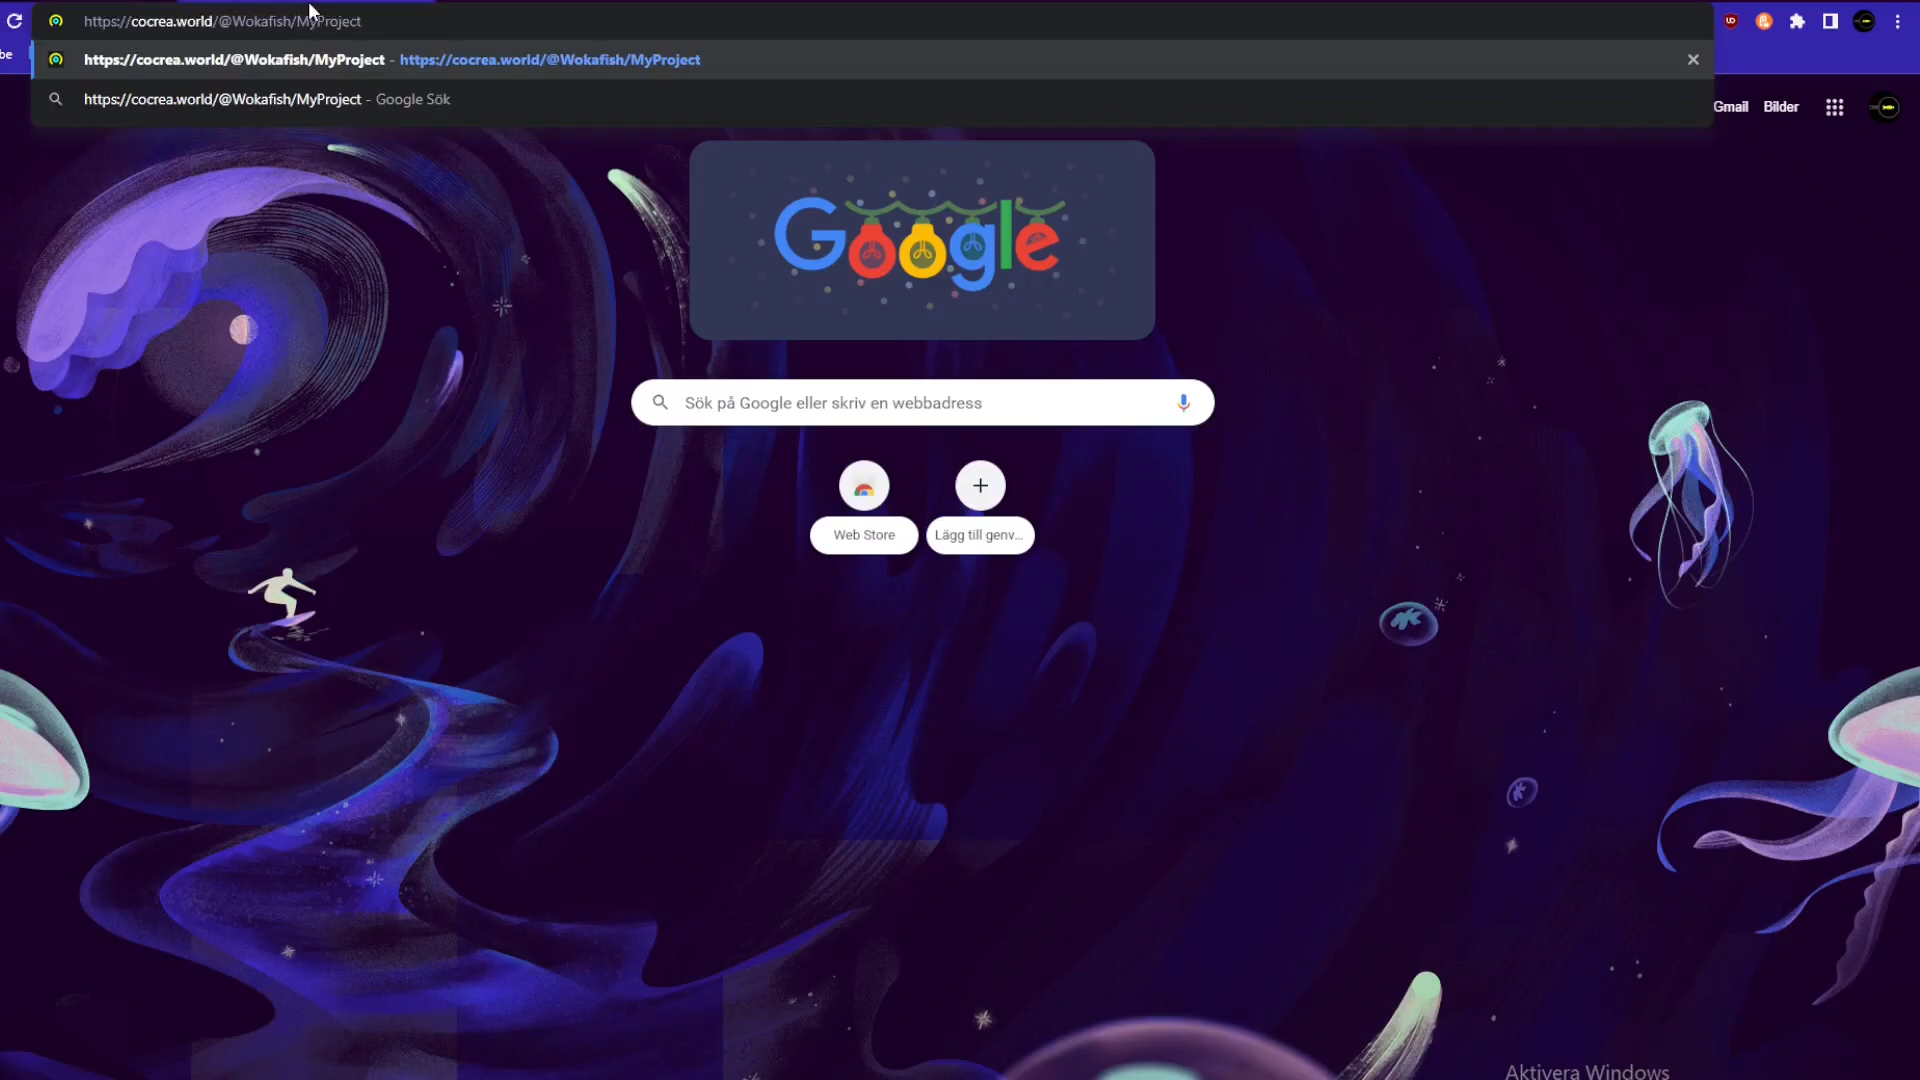 https://cocrea.world/@Wokafish/MyProject
be
https://cocrea.world/@Wokafish/MyProject - https://cocrea.world/@Wokafish/MyProject
https://cocrea.world/@Wokafish/MyProject - Google Sök
Gmail Bilder
Google
Sök på Google eller skriv en webbadress
Web Store
Lägg till genv...
Aktivera Windows